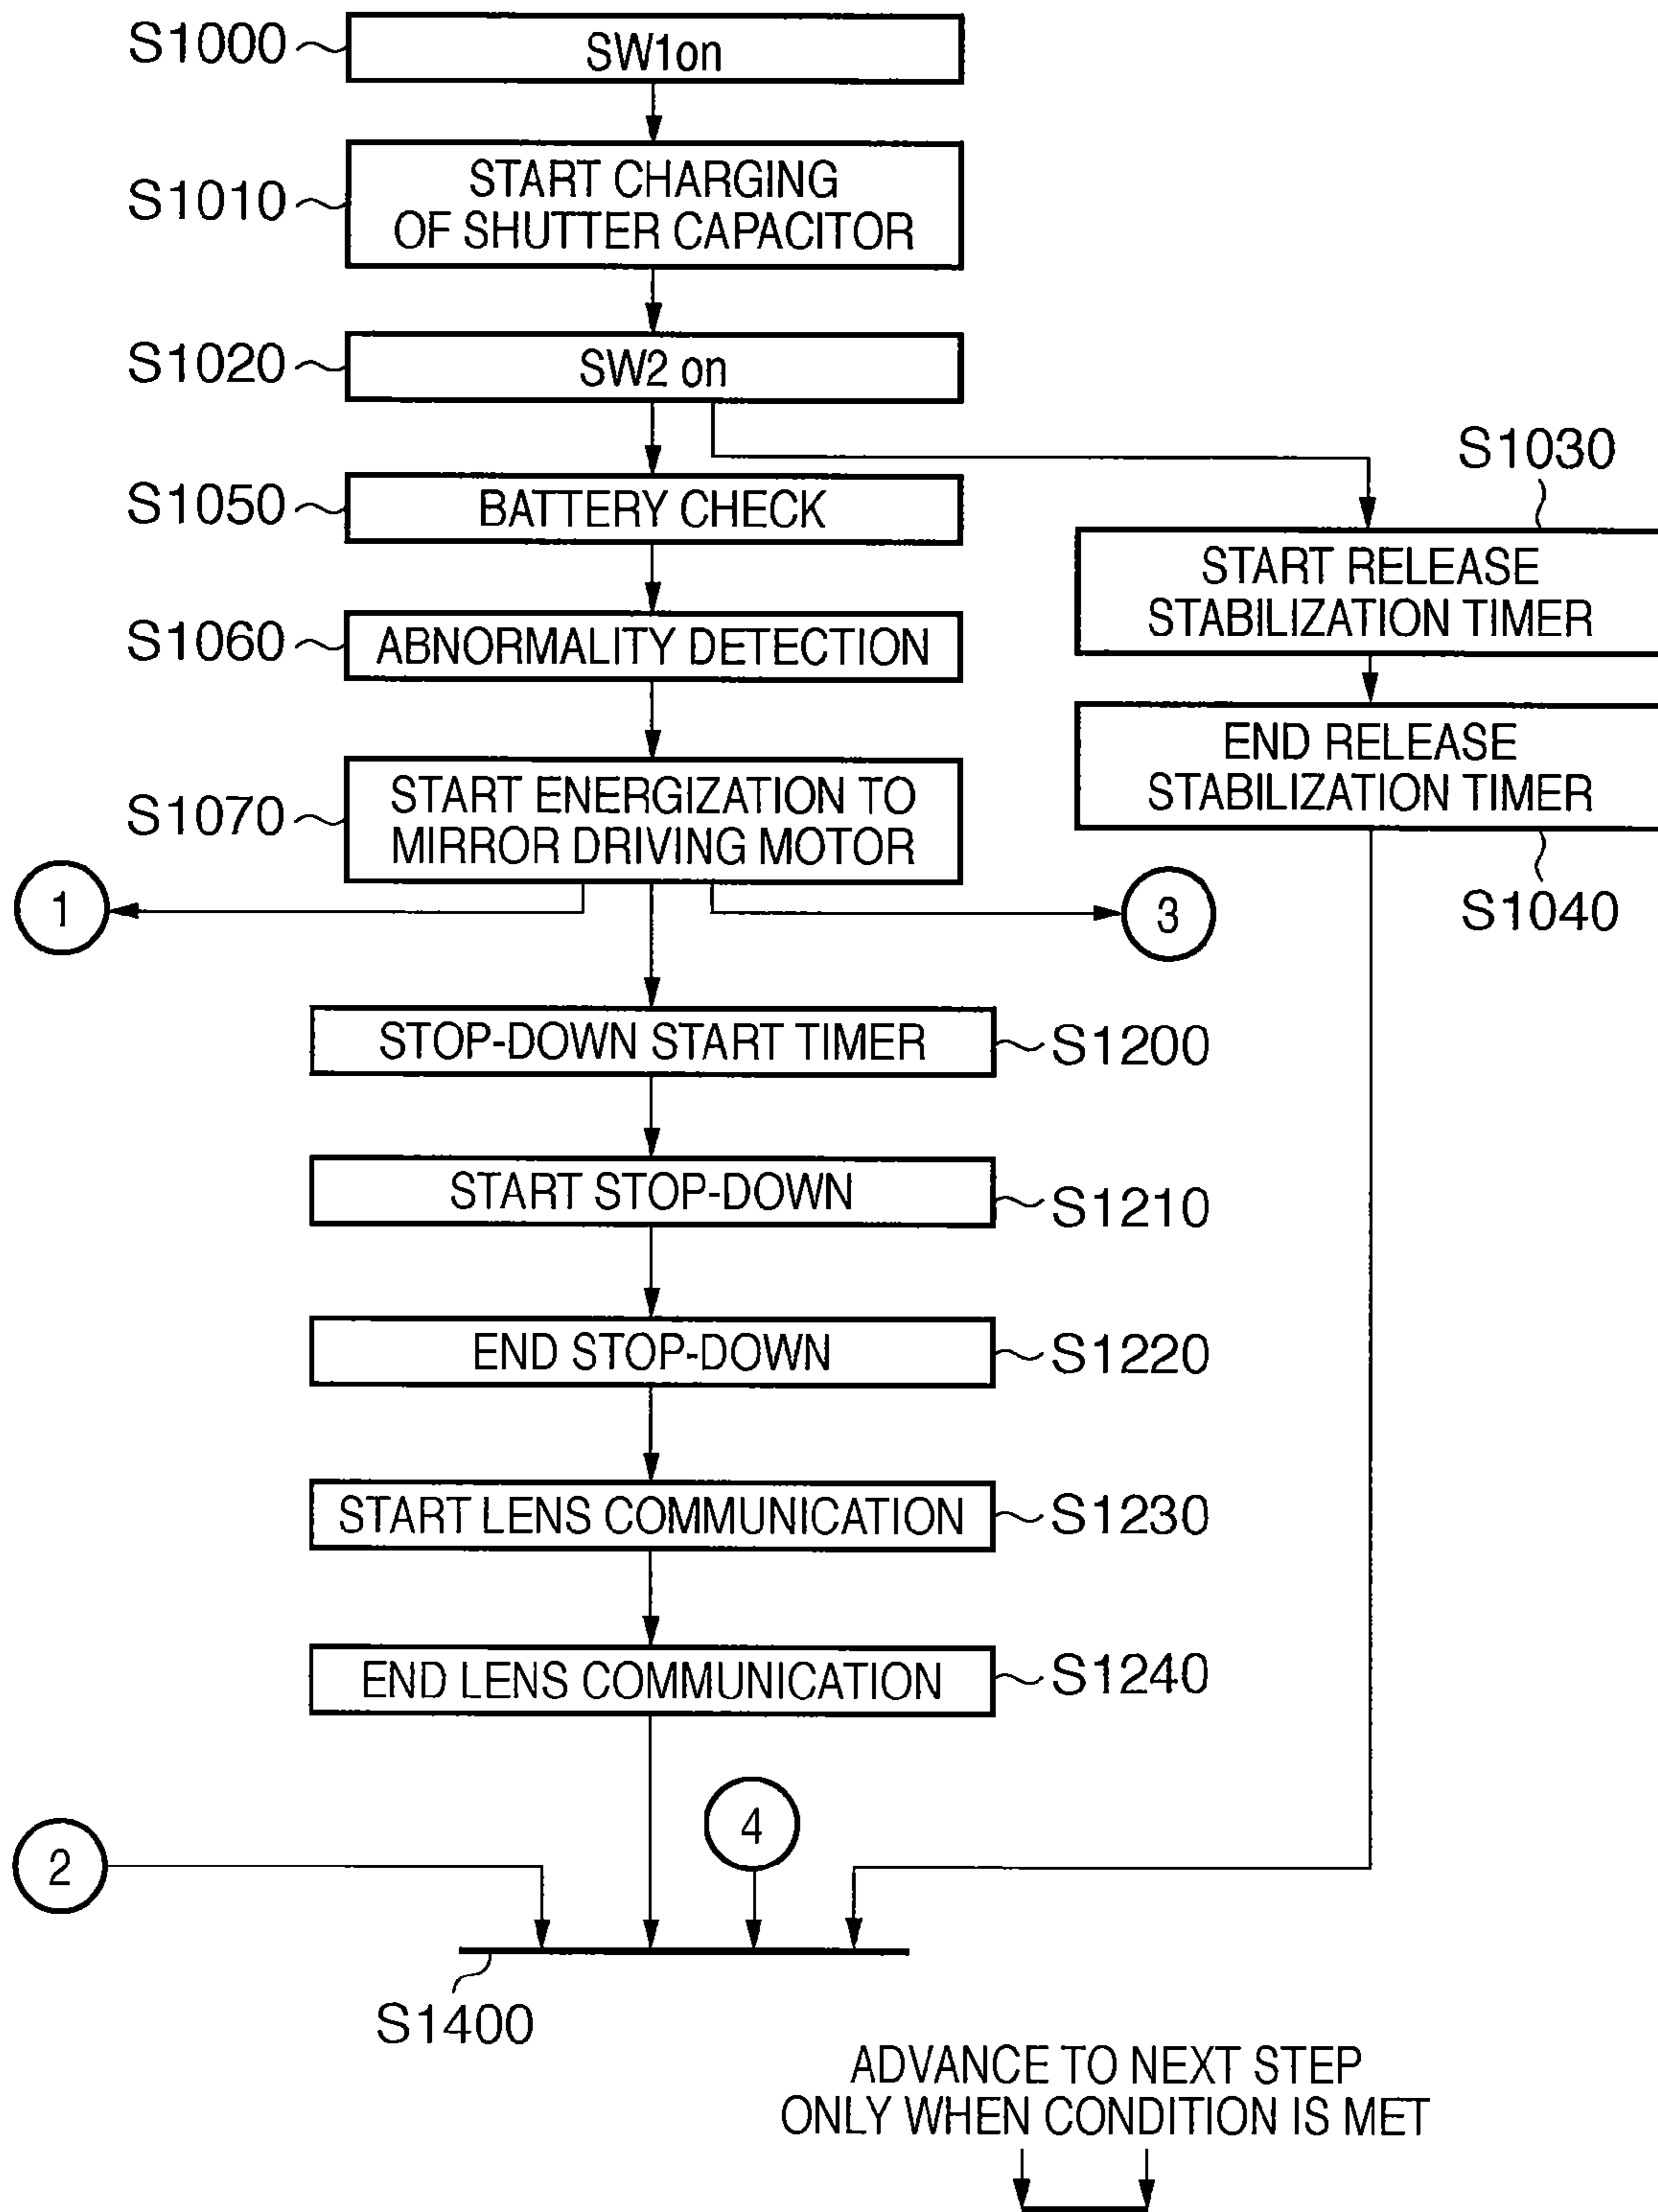 S1000
SW1on
S1010
START CHARGING
OF SHUTTER CAPACITOR
S1020
SW2 on
S1030
S1050
BATTERY CHECK
START RELEASE
STABILIZATION TIMER
S1060
ABNORMALITY DETECTION
END RELEASE
STABILIZATION TIMER
S1070
START ENERGIZATION TO
MIRROR DRIVING MOTOR
1
3
S1040
STOP-DOWN START TIMER
S1200
START STOP-DOWN
S1210
END STOP-DOWN
S1220
START LENS COMMUNICATION
S1230
END LENS COMMUNICATION
S1240
4
2
S1400
ADVANCE TO NEXT STEP
ONLY WHEN CONDITION IS MET